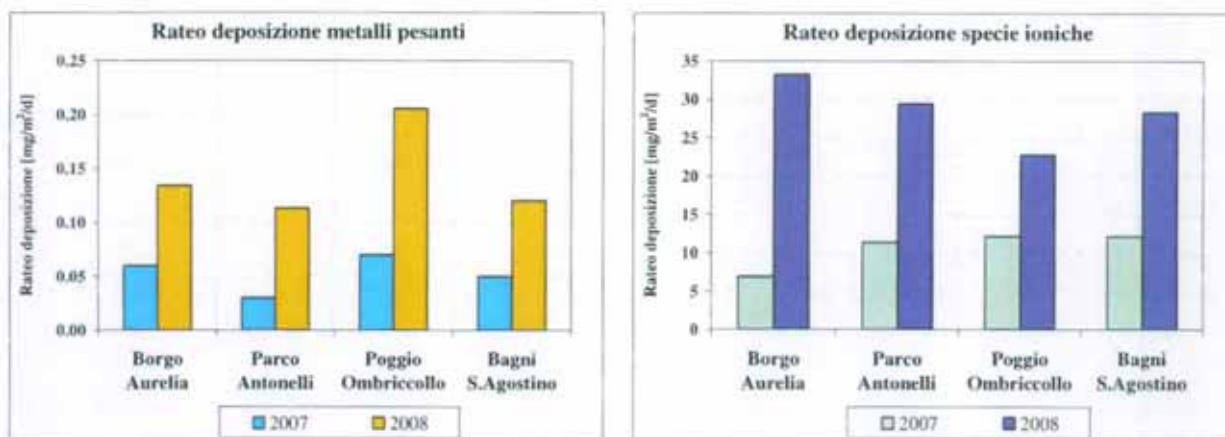 Rateo deposizione metalli pesanti
Rateo deposizione [mg/m²/d]
0.25
0.20
0.15
0.10
0.05
0.00
Borgo Aurelia
Parco Antonelli
Poggio Ombriccollo
Bagni S.Agostino
2007
2008
Rateo deposizione specie ioniche
Rateo deposizione [mg/m²/d]
35
30
25
20
15
10
5
0
Borgo Aurelia
Parco Antonelli
Poggio Ombriccollo
Bagni S.Agostino
2007
2008